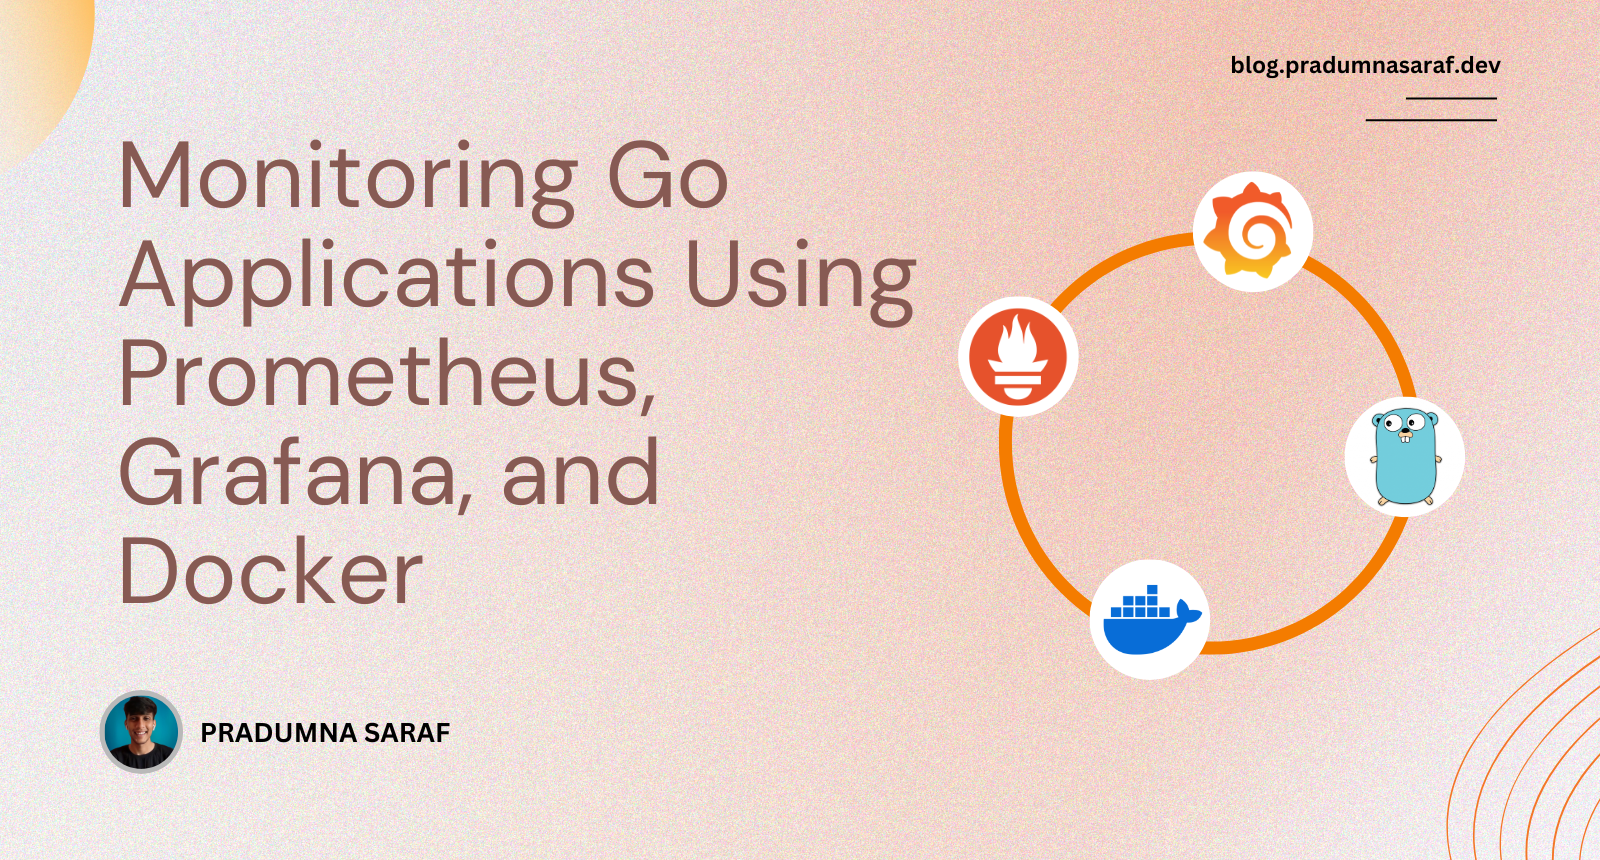 blog.pradumnasaraf.dev
Monitoring Go
Applications Using
Prometheus,
Grafana, and
Docker
PRADUMNA SARAF